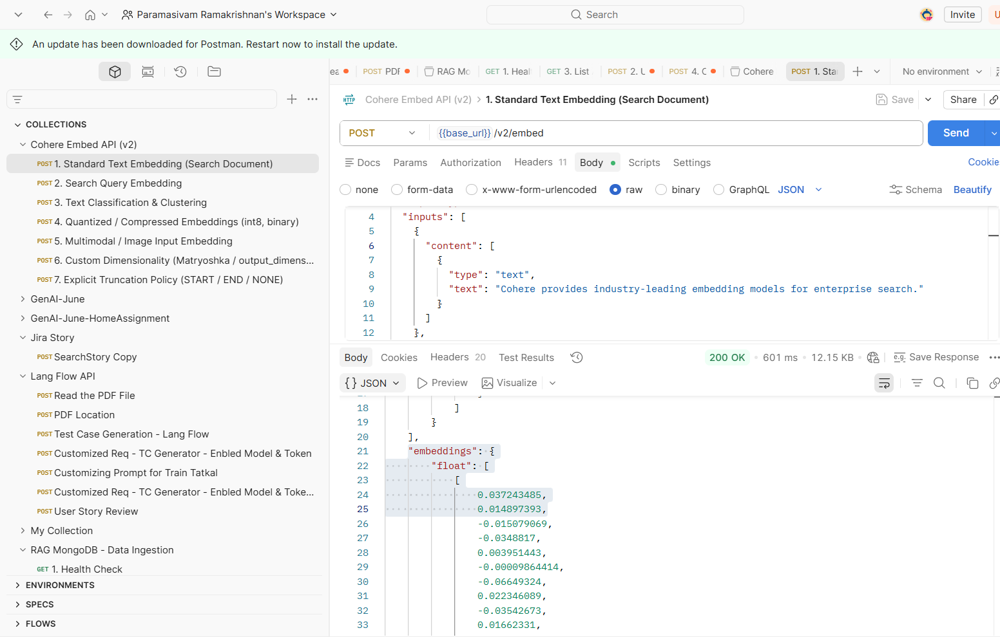 Paramasivam Ramakrishnan's Workspace
Search
Invite
An update has been downloaded for Postman. Restart now to install the update.
POST PDF
RAG Mo
GET 1. Heal
GET 3. List
POST 2. U
POST 4. C
Cohere
POST 1. Sta
No environment
COLLECTIONS
Cohere Embed API (v2)
POST 1. Standard Text Embedding (Search Document)
POST 2. Search Query Embedding
POST 3. Text Classification & Clustering
POST 4. Quantized / Compressed Embeddings (int8, binary)
POST 5. Multimodal / Image Input Embedding
POST 6. Custom Dimensionality (Matryoshka / output_dimens...
POST 7. Explicit Truncation Policy (START / END / NONE)
GenAI-June
GenAI-June-HomeAssignment
Jira Story
POST SearchStory Copy
Lang Flow API
POST Read the PDF File
POST PDF Location
POST Test Case Generation - Lang Flow
POST Customized Req - TC Generator - Enbled Model & Token
POST Customizing Prompt for Train Tatkal
POST Customized Req - TC Generator - Enbled Model & Toke...
POST User Story Review
My Collection
RAG MongoDB - Data Ingestion
GET 1. Health Check
ENVIRONMENTS
SPECS
FLOWS
HTTP Cohere Embed API (v2) > 1. Standard Text Embedding (Search Document)
Save
Share
POST {{base_url}} /v2/embed
Send
Docs Params Authorization Headers 11 Body Scripts Settings
Cookies
none form-data x-www-form-urlencoded raw binary GraphQL JSON
Schema Beautify
4 "inputs": [
5 {
6 "content": [
7 {
8 "type": "text",
9 "text": "Cohere provides industry-leading embedding models for enterprise search."
10 }
11 ]
12 },
Body Cookies Headers 20 Test Results
200 OK 601 ms 12.15 KB e.g. Save Response
{} JSON Preview Visualize
18 ]
19 }
20 ],
21 "embeddings": {
22 "float": [
23 [
24 0.037243485,
25 0.014897393,
26 -0.015079069,
27 -0.0348817,
28 0.003951443,
29 -0.00009864414,
30 -0.06649324,
31 0.022346089,
32 -0.03542673,
33 0.01662331,